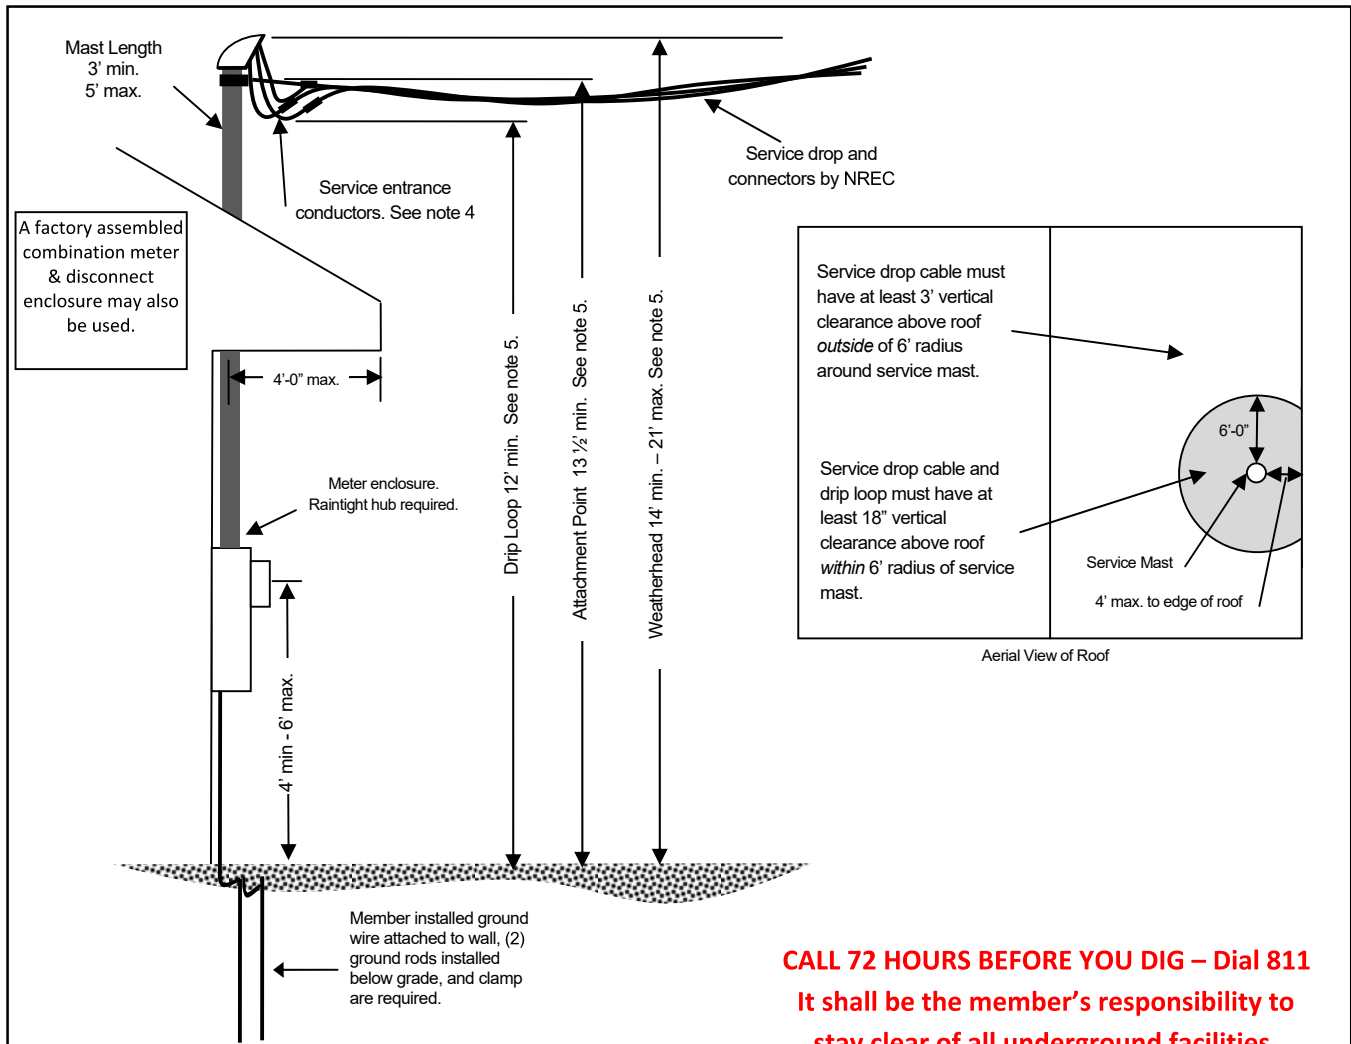 Mast Length
3’ min.
5’ max.
Service entrance
conductors. See note 4
Service drop and
connectors by NREC
A factory assembled
combination meter
& disconnect
enclosure may also
be used.
4’-0” max.
Meter enclosure.
Raintight hub required.
4’ min - 6’ max.
Drip Loop 12’ min.  See note 5.
Attachment Point  13 ½’ min.  See note 5.
Weatherhead 14’ min. – 21’ max. See note 5.
Service drop cable must
have at least 3’ vertical
clearance above roof
outside of 6’ radius
around service mast.
6’-0”
Service drop cable and
drip loop must have at
least 18” vertical
clearance above roof
within 6’ radius of service
mast.
Service Mast
4’ max. to edge of roof
Aerial View of Roof
Member installed ground
wire attached to wall, (2)
ground rods installed
below grade, and clamp
are required.
CALL 72 HOURS BEFORE YOU DIG – Dial 811
It shall be the member’s responsibility to
stay clear of all underground facilities